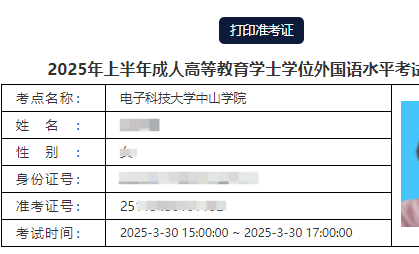 打印准考证
2025年上半年成人高等教育学士学位外国语水平考试
考点名称： 电子科技大学中山学院
姓 名 ：
性 别 ： 女
身份证号：
准考证号： 251
考试时间： 2025-3-30 15:00:00 ~ 2025-3-30 17:00:00